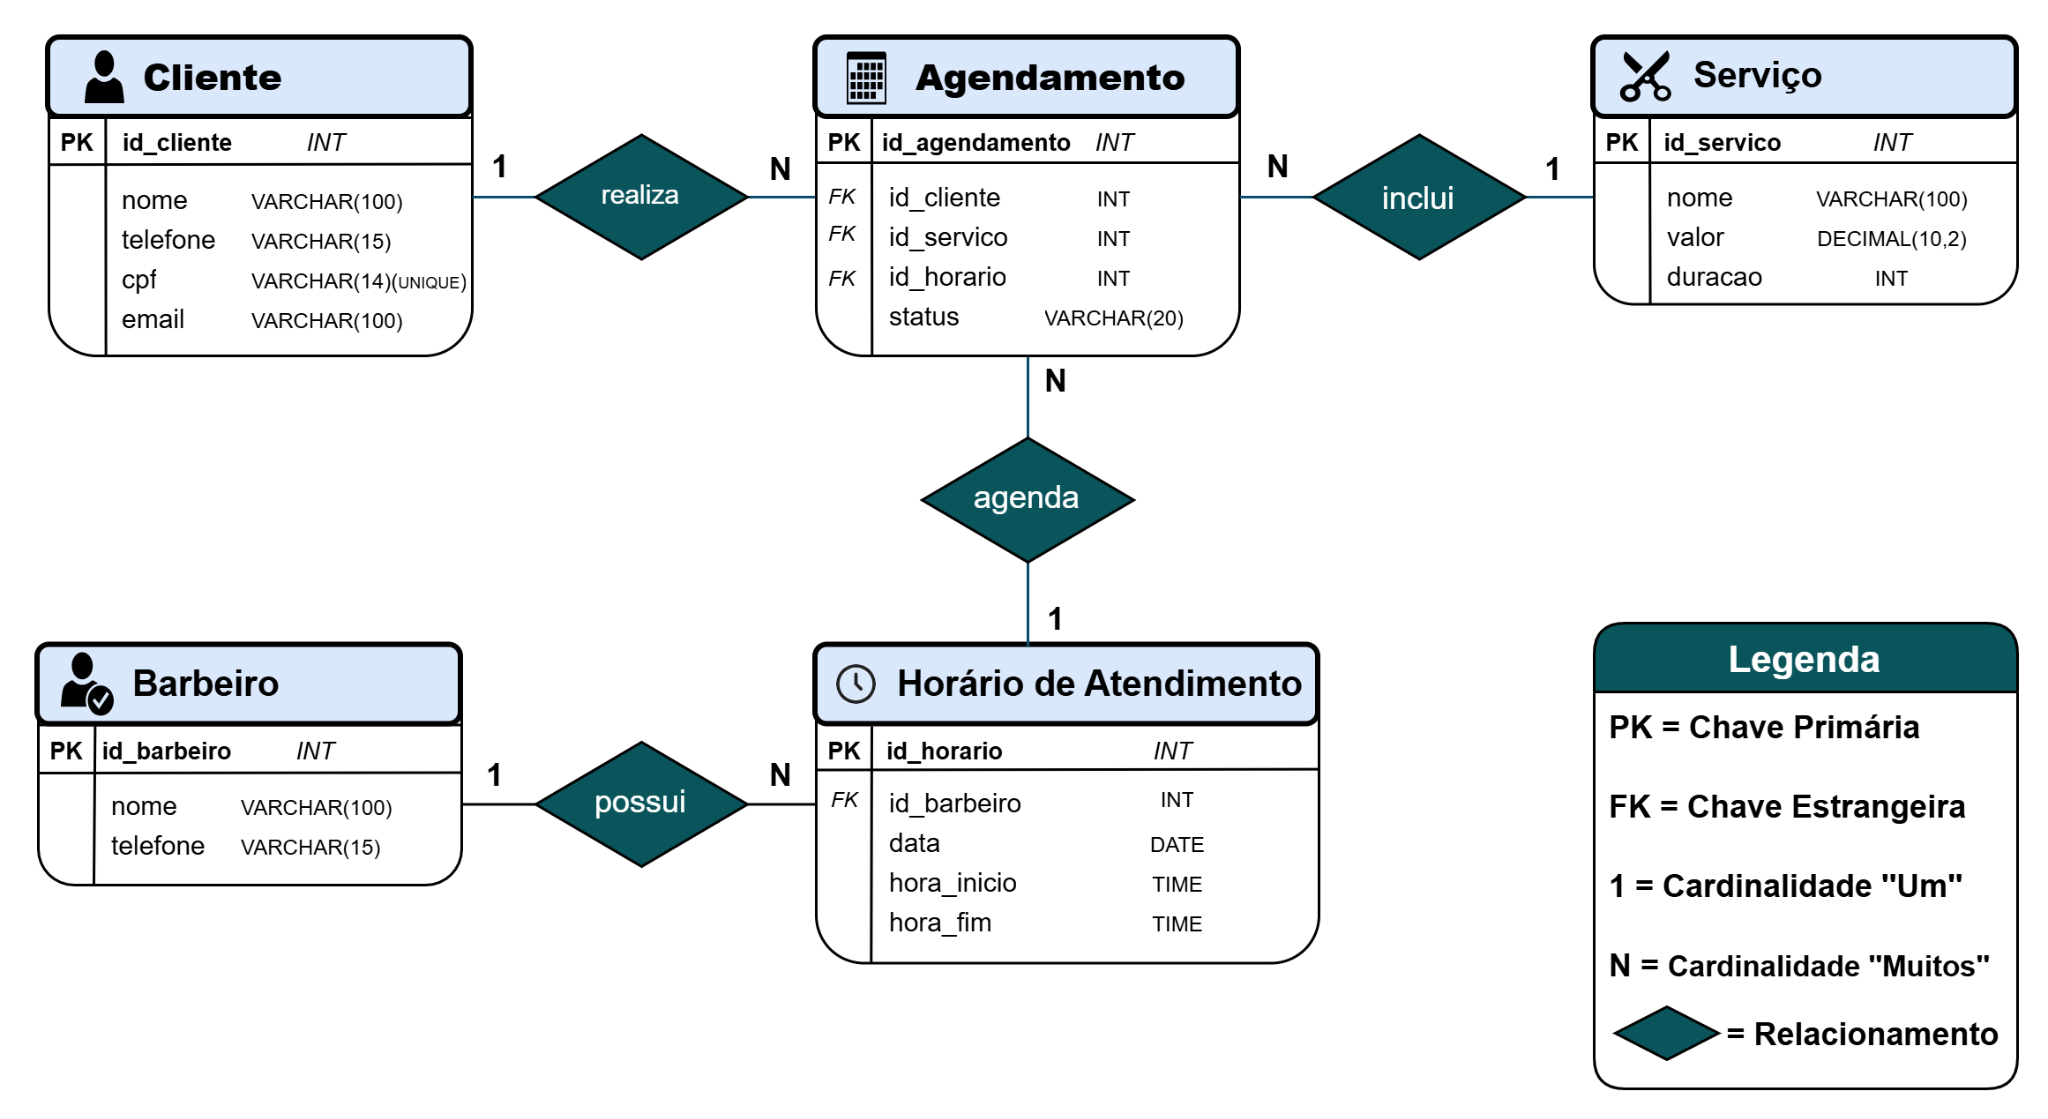 Cliente
PK id_cliente INT
nome VARCHAR(100)
telefone VARCHAR(15)
cpf VARCHAR(14)(UNIQUE)
email VARCHAR(100)
1
realiza
N
Agendamento
PK id_agendamento INT
FK id_cliente INT
FK id_servico INT
FK id_horario INT
status VARCHAR(20)
N
inclui
1
Serviço
PK id_servico INT
nome VARCHAR(100)
valor DECIMAL(10,2)
duracao INT
N
agenda
1
Barbeiro
PK id_barbeiro INT
nome VARCHAR(100)
telefone VARCHAR(15)
1
possui
N
Horário de Atendimento
PK id_horario INT
FK id_barbeiro INT
data DATE
hora_inicio TIME
hora_fim TIME
Legenda
PK = Chave Primária
FK = Chave Estrangeira
1 = Cardinalidade "Um"
N = Cardinalidade "Muitos"
= Relacionamento